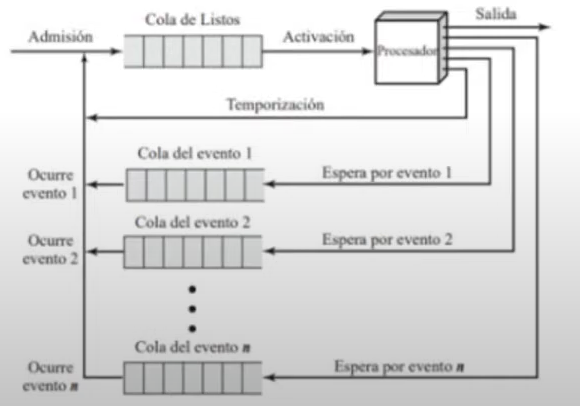 Cola de Listos
Salida
Admisión
Activación
Procesador
Temporización
Cola del evento 1
Ocurre
evento 1
Espera por evento 1
Cola del evento 2
Ocurre
evento 2
Espera por evento 2
Cola del evento n
Ocurre
evento n
Espera por evento n